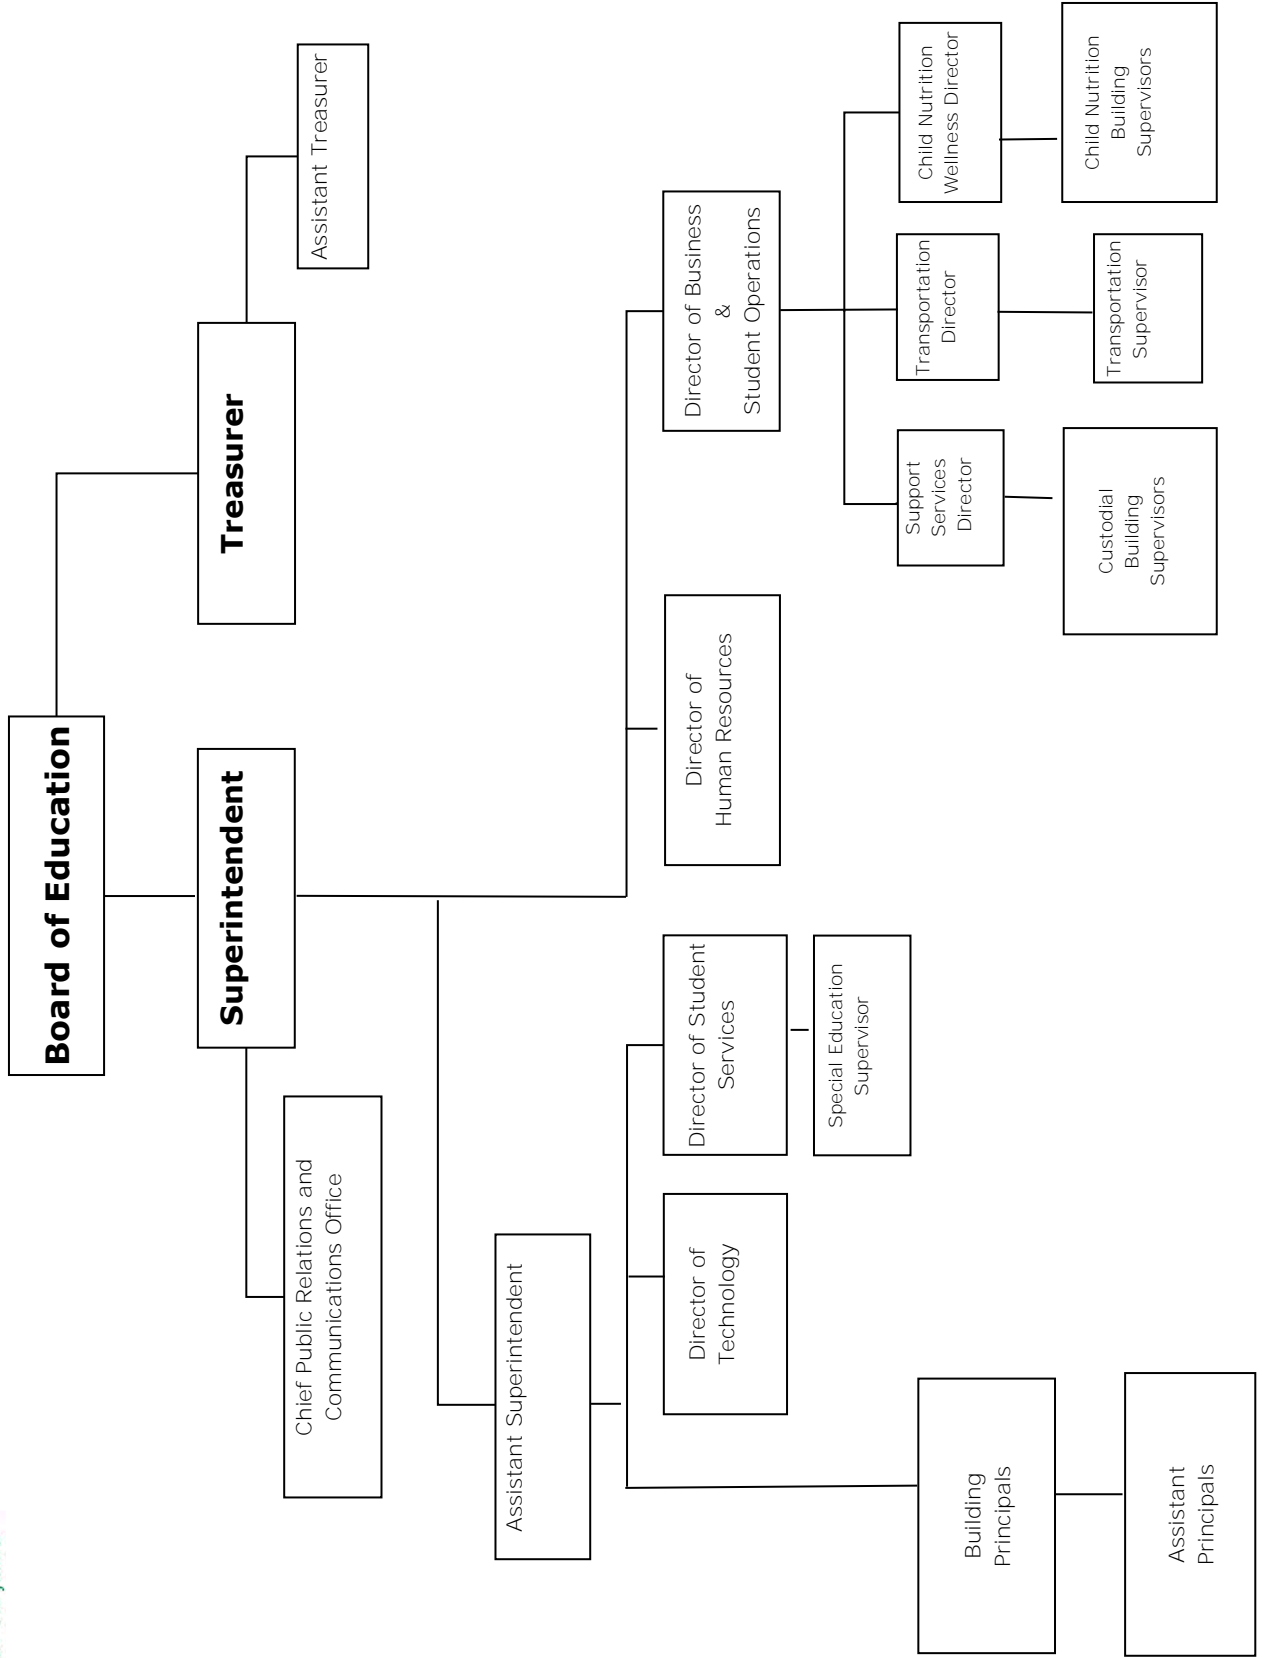 Board of Education
Superintendent
Treasurer
Chief Public Relations and
Communications Office
Assistant Treasurer
Assistant Superintendent
Director of
Technology
Director of Student
Services
Director of
Human Resources
Director of Business
&
Student Operations
Special Education
Supervisor
Building
Principals
Support
Services
Director
Transportation
Director
Child Nutrition
Wellness Director
Assistant
Principals
Custodial
Building
Supervisors
Transportation
Supervisor
Child Nutrition
Building
Supervisors